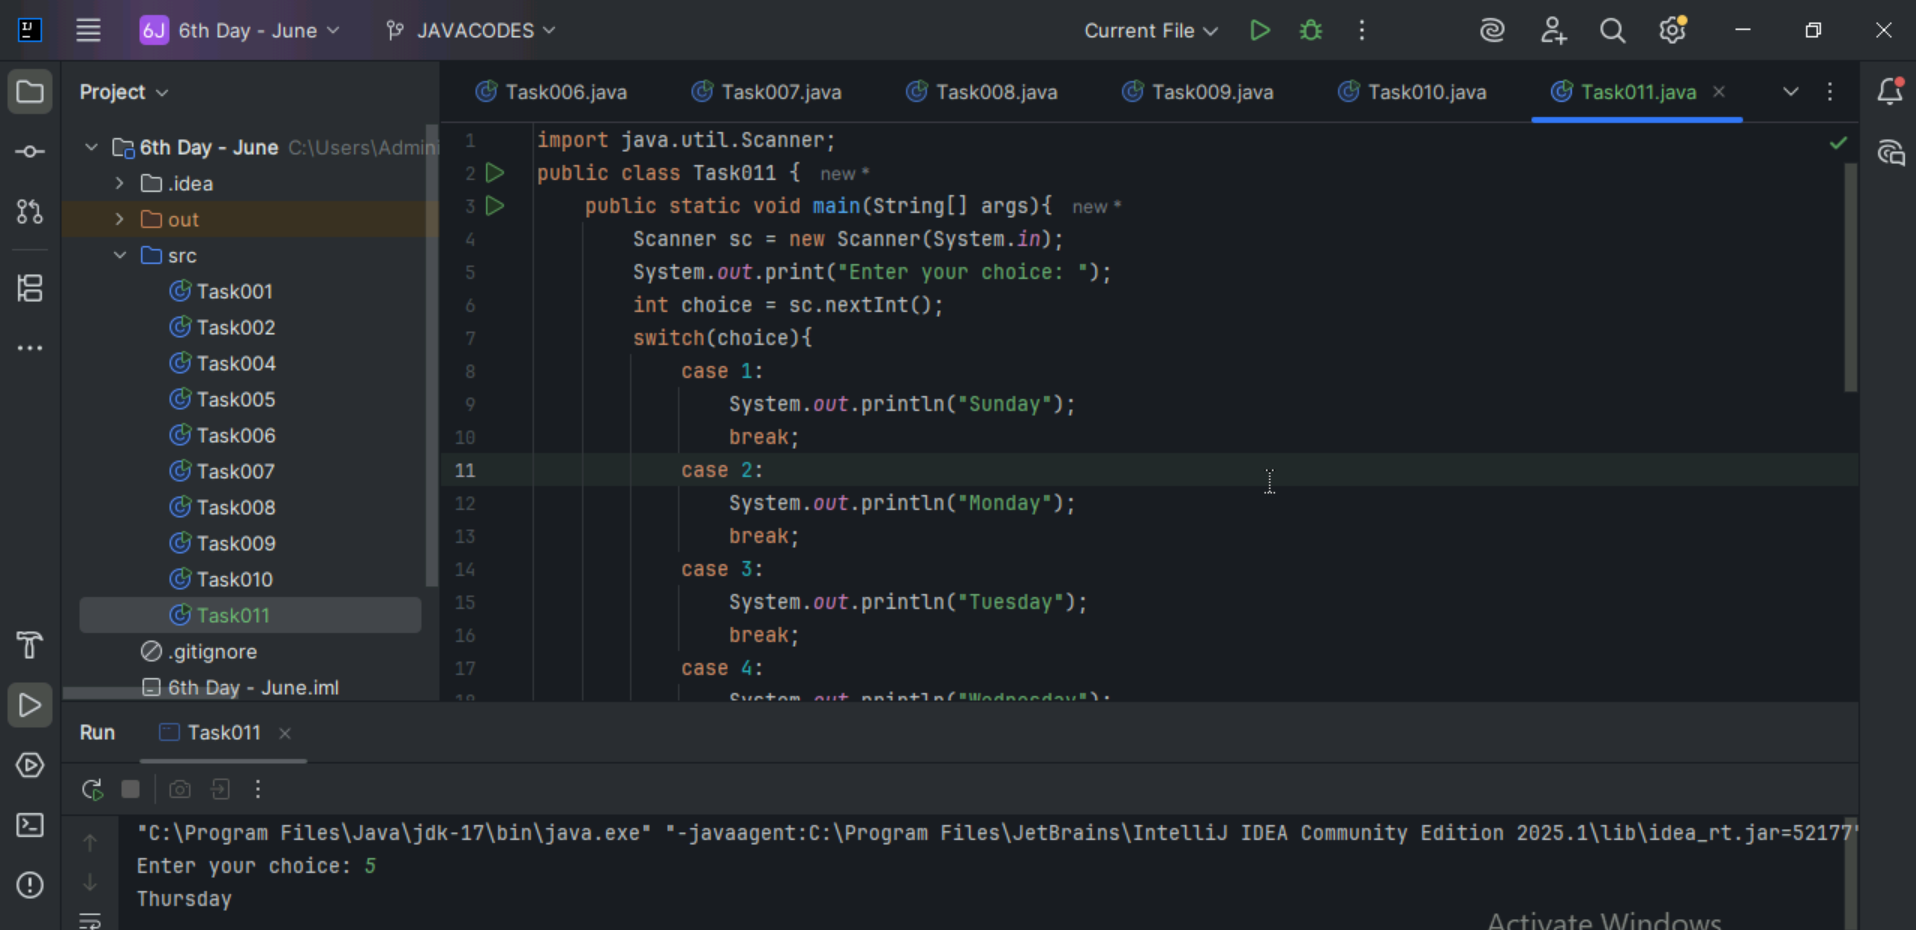 6J 6th Day - June JAVACODES Current File
Project
Task006.java Task007.java Task008.java Task009.java Task010.java Task011.java
6th Day - June C:\Users\Admini
.idea
out
src
Task001
Task002
Task004
Task005
Task006
Task007
Task008
Task009
Task010
Task011
.gitignore
6th Day - June.iml
1 import java.util.Scanner;
2 public class Task011 { new *
3 public static void main(String[] args){ new *
4 Scanner sc = new Scanner(System.in);
5 System.out.print("Enter your choice: ");
6 int choice = sc.nextInt();
7 switch(choice){
8 case 1:
9 System.out.println("Sunday");
10 break;
11 case 2:
12 System.out.println("Monday");
13 break;
14 case 3:
15 System.out.println("Tuesday");
16 break;
17 case 4:
18 System.out.println("Wednesday");
Run Task011
"C:\Program Files\Java\jdk-17\bin\java.exe" "-javaagent:C:\Program Files\JetBrains\IntelliJ IDEA Community Edition 2025.1\lib\idea_rt.jar=52177"
Enter your choice: 5
Thursday
Activate Windows